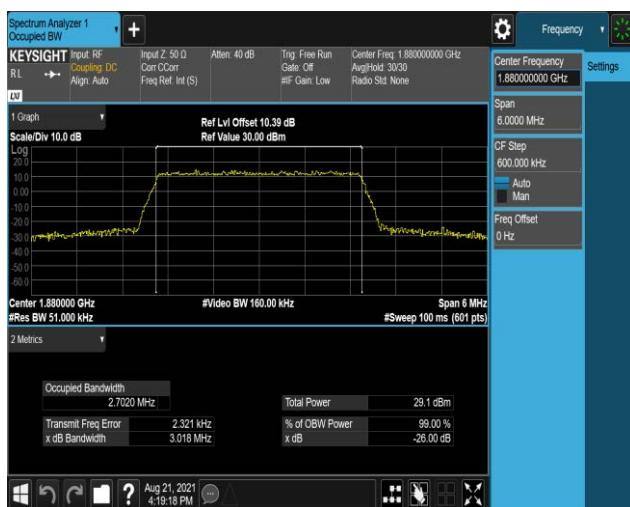 Spectrum Analyzer 1
Occupied BW
+
Frequency
KEYSIGHT
RL
LXI
Input: RF
Coupling: DC
Align: Auto
Input Z: 50 Ω
Corr CCorr
Freq Ref: Int (S)
Atten: 40 dB
Trig: Free Run
Gate: Off
#IF Gain: Low
Center Freq: 1.880000000 GHz
Avg|Hold: 30/30
Radio Std: None
Center Frequency
1.880000000 GHz
Settings
Span
6.0000 MHz
CF Step
600.000 kHz
Auto
Man
Freq Offset
0 Hz
1 Graph
Scale/Div 10.0 dB
Ref Lvl Offset 10.39 dB
Ref Value 30.00 dBm
Log
20.0
10.0
0.00
-10.0
-20.0
-30.0
-40.0
-50.0
-60.0
Center 1.880000 GHz
#Res BW 51.000 kHz
#Video BW 160.00 kHz
Span 6 MHz
#Sweep 100 ms (601 pts)
2 Metrics
Occupied Bandwidth
2.7020 MHz
Total Power 29.1 dBm
Transmit Freq Error 2.321 kHz
% of OBW Power 99.00 %
x dB Bandwidth 3.018 MHz
x dB -26.00 dB
?
Aug 21, 2021
4:19:18 PM